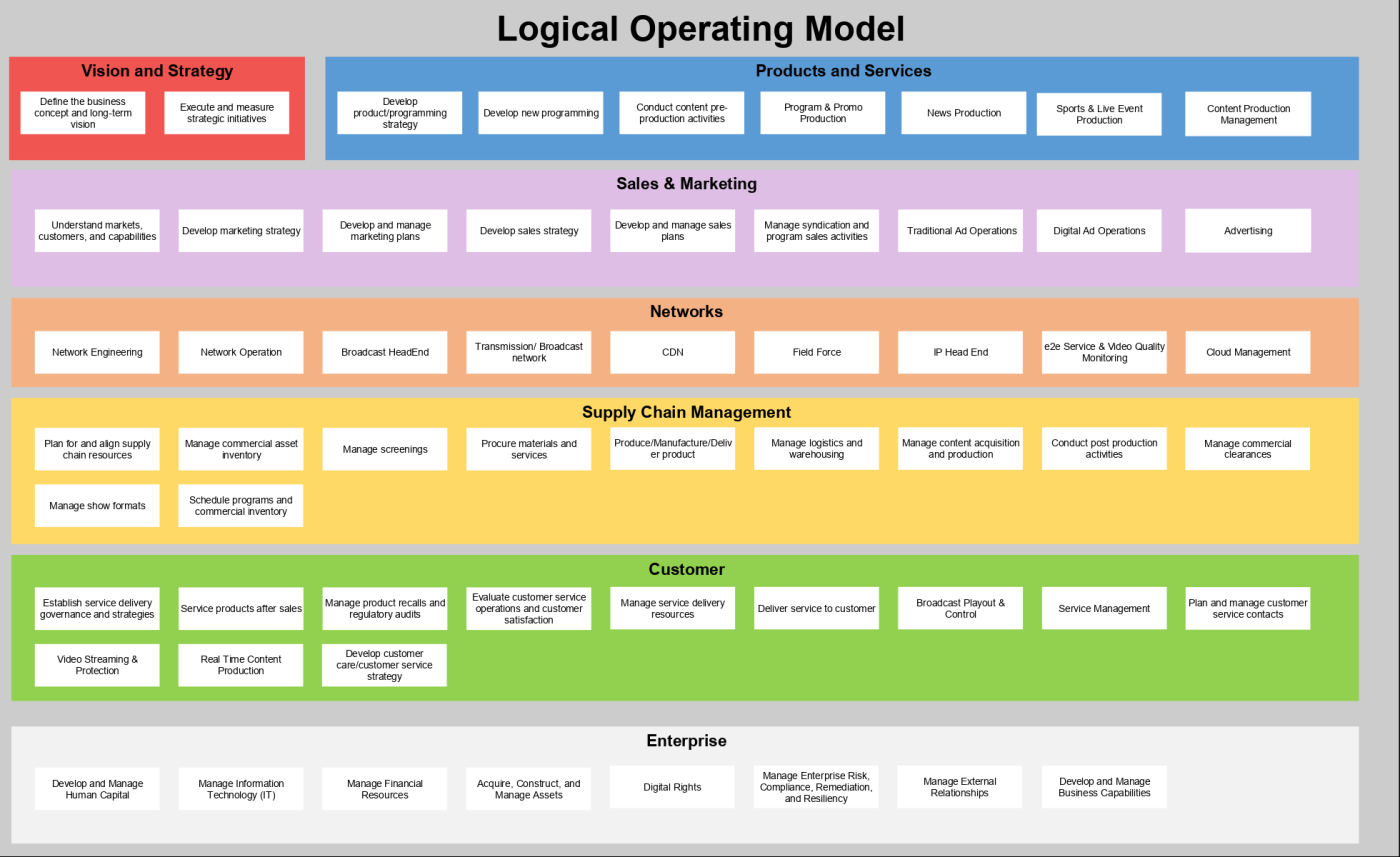 Logical Operating Model
Vision and Strategy
Define the business
concept and long-term
vision
Execute and measure
strategic initiatives
Products and Services
Develop
product/programming
strategy
Develop new programming
Conduct content pre-
production activities
Program & Promo
Production
News Production
Sports & Live Event
Production
Content Production
Management
Sales & Marketing
Understand markets,
customers, and capabilities
Develop marketing strategy
Develop and manage
marketing plans
Develop sales strategy
Develop and manage sales
plans
Manage syndication and
program sales activities
Traditional Ad Operations
Digital Ad Operations
Advertising
Networks
Network Engineering
Network Operation
Broadcast HeadEnd
Transmission/ Broadcast
network
CDN
Field Force
IP Head End
e2e Service & Video Quality
Monitoring
Cloud Management
Supply Chain Management
Plan for and align supply
chain resources
Manage commercial asset
inventory
Manage screenings
Procure materials and
services
Produce/Manufacture/Deliv
er product
Manage logistics and
warehousing
Manage content acquisition
and production
Conduct post production
activities
Manage commercial
clearances
Manage show formats
Schedule programs and
commercial inventory
Customer
Establish service delivery
governance and strategies
Service products after sales
Manage product recalls and
regulatory audits
Evaluate customer service
operations and customer
satisfaction
Manage service delivery
resources
Deliver service to customer
Broadcast Playout &
Control
Service Management
Plan and manage customer
service contacts
Video Streaming &
Protection
Real Time Content
Production
Develop customer
care/customer service
strategy
Enterprise
Develop and Manage
Human Capital
Manage Information
Technology (IT)
Manage Financial
Resources
Acquire, Construct, and
Manage Assets
Digital Rights
Manage Enterprise Risk,
Compliance, Remediation,
and Resiliency
Manage External
Relationships
Develop and Manage
Business Capabilities